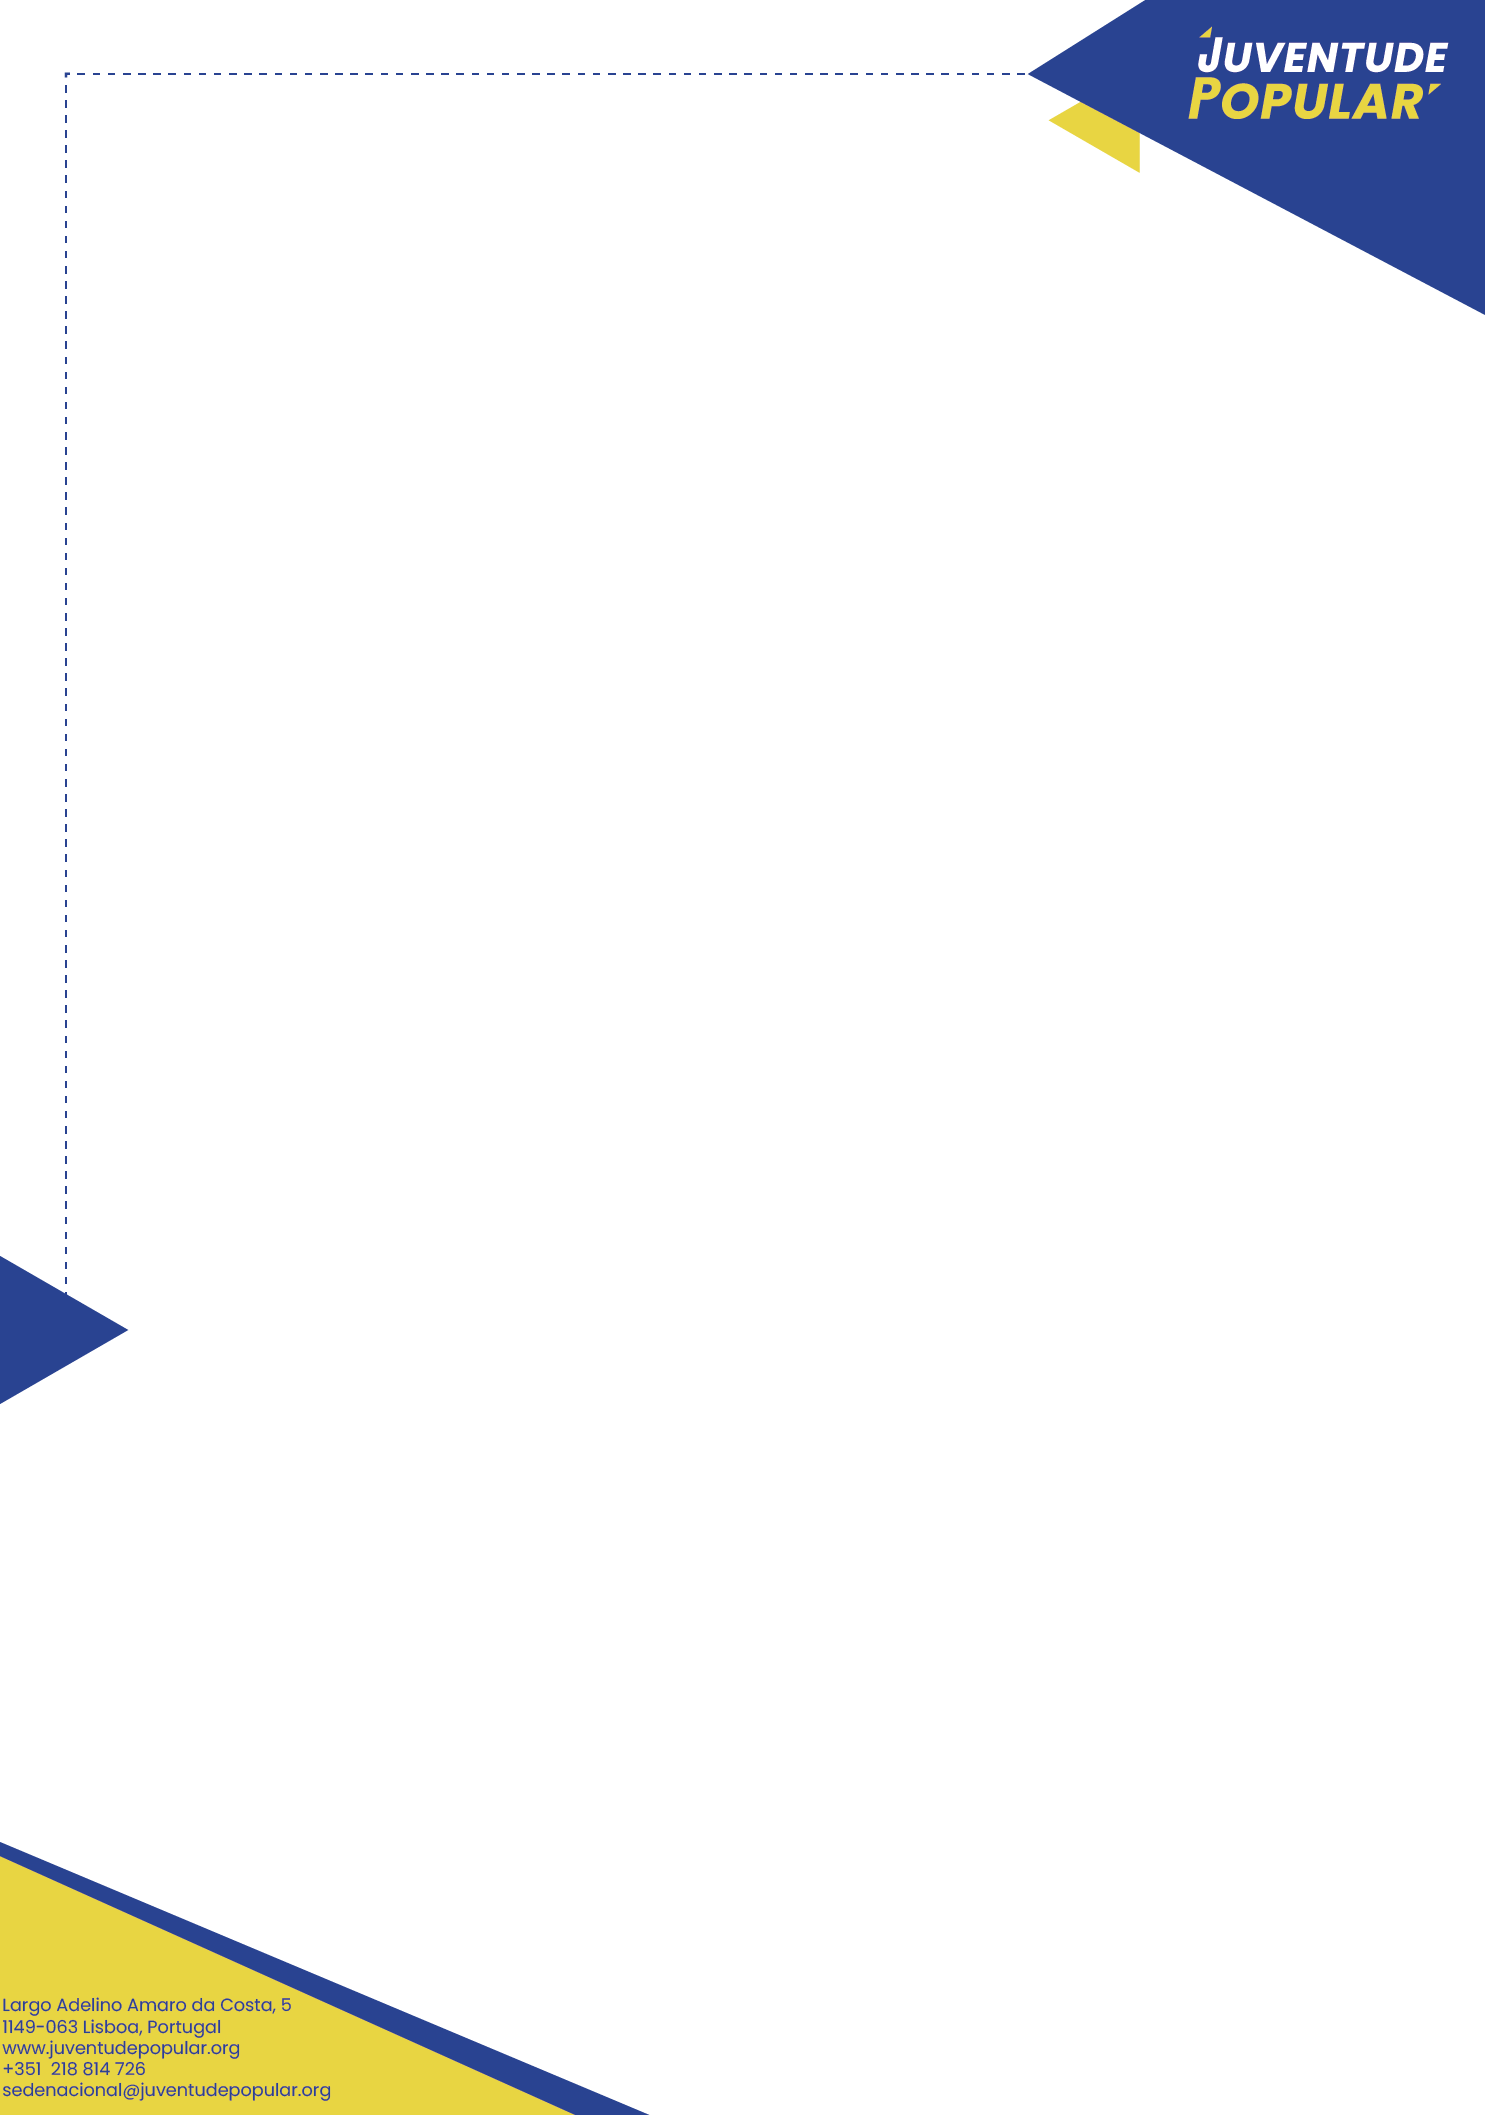 JUVENTUDE
POPULAR
Largo Adelino Amaro da Costa, 5
1149-063 Lisboa, Portugal
www.juventudepopular.org
+351 218 814 726
sedenacional@juventudepopular.org